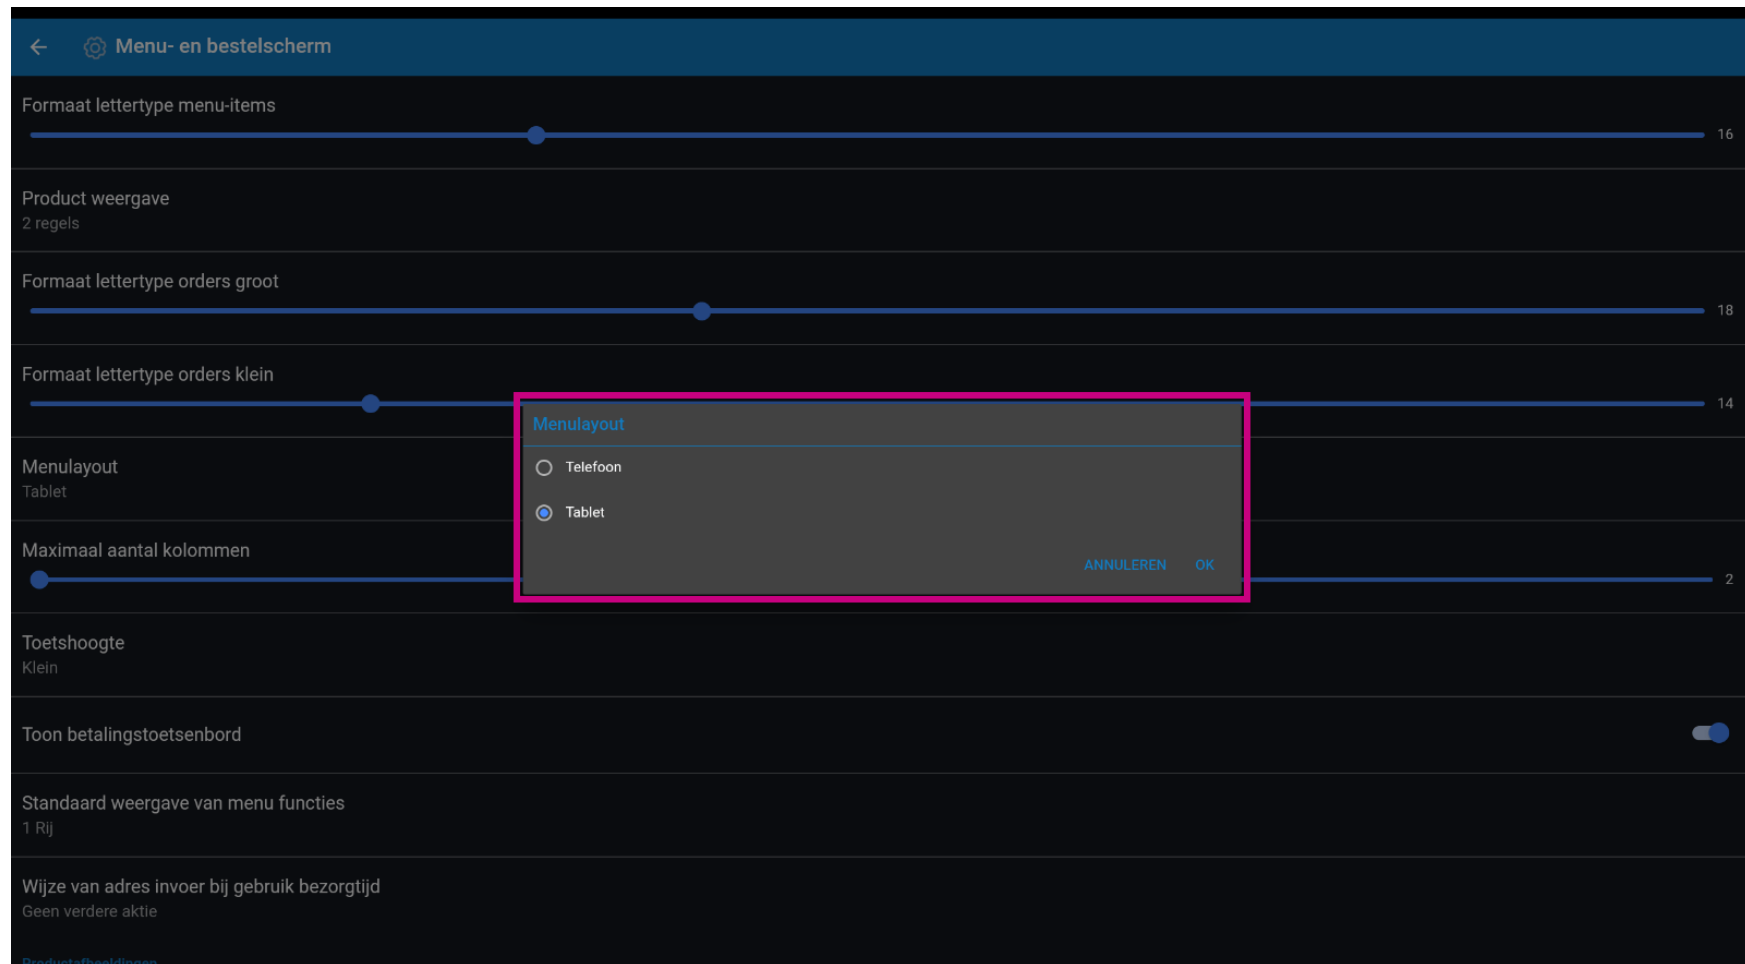 Menu- en bestelscherm
Formaat lettertype menu-items
16
Product weergave
2 regels
Formaat lettertype orders groot
18
Formaat lettertype orders klein
14
Menulayout
Tablet
Menulayout
Telefoon
Tablet
ANNULEREN OK
Maximaal aantal kolommen
2
Toetshoogte
Klein
Toon betalingstoetsenbord
Standaard weergave van menu functies
1 Rij
Wijze van adres invoer bij gebruik bezorgtijd
Geen verdere aktie
Productafbeeldingen